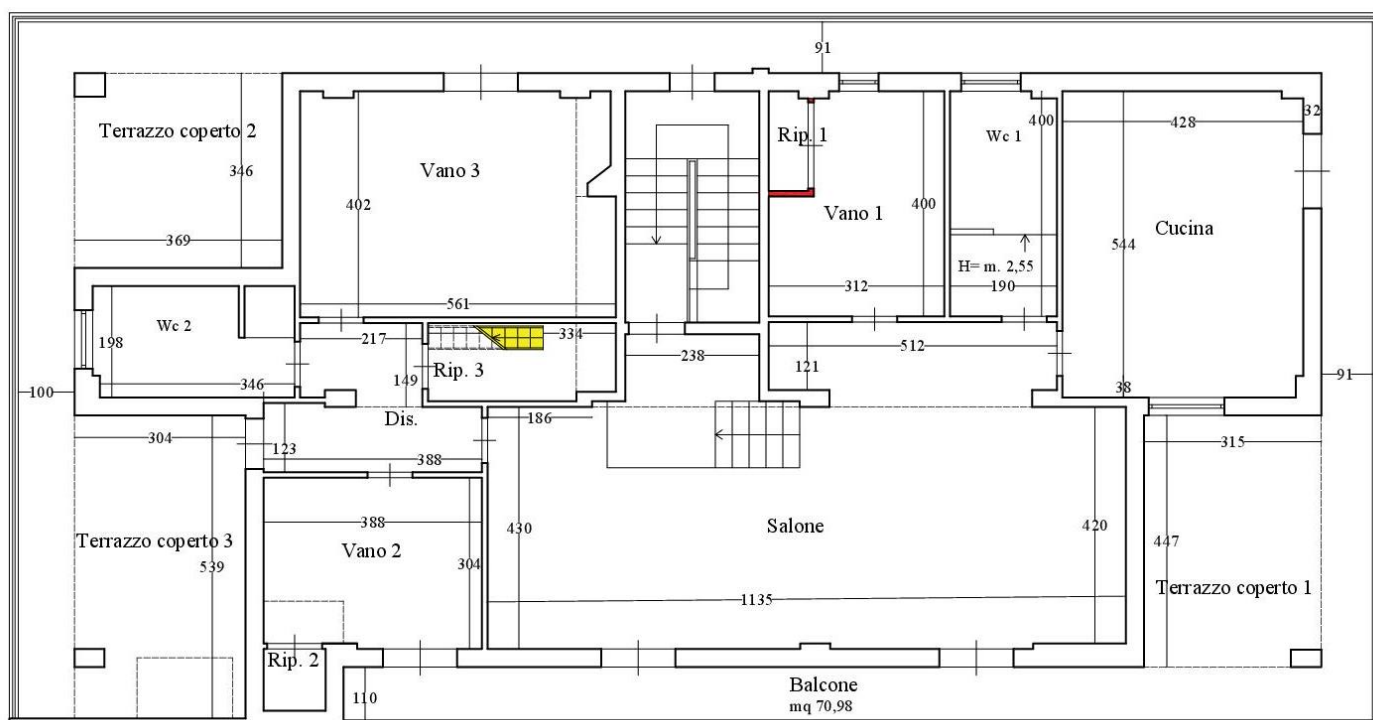 91
Terrazzo coperto 2
346
369
Vano 3
402
561
Rip. 1
Vano 1
400
312
Wc 1
400
H= m. 2,55
190
428
32
Cucina
544
38
91
Wc 2
198
346
100
217
149
334
Rip. 3
238
512
121
Dis.
186
123
388
304
Terrazzo coperto 3
539
388
Vano 2
304
Rip. 2
430
Salone
420
1135
315
447
Terrazzo coperto 1
110
Balcone
mq 70,98